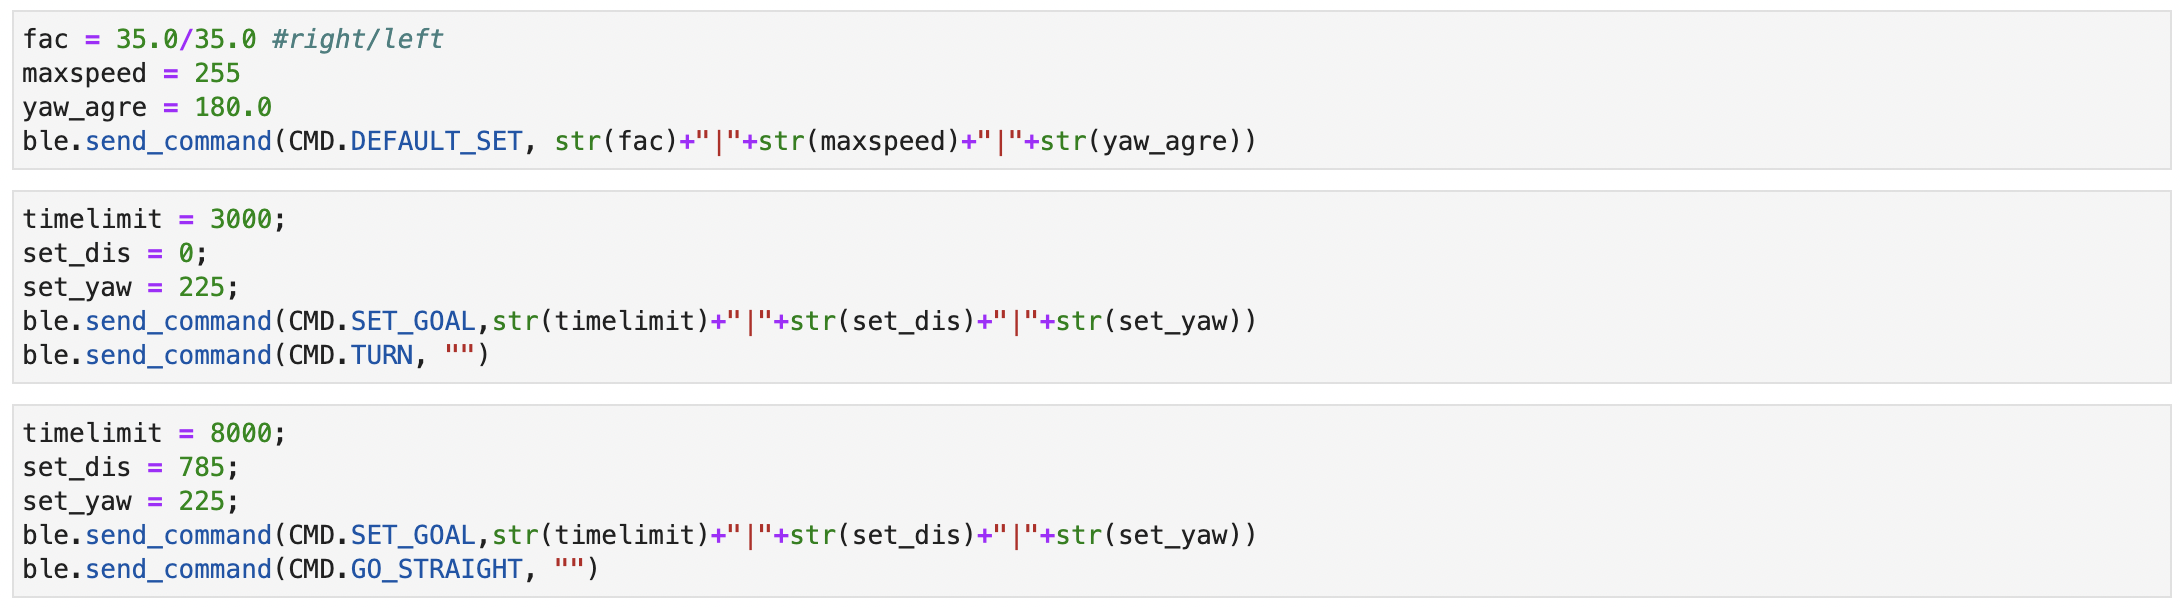 fac = 35.0/35.0 #right/left
maxspeed = 255
yaw_agre = 180.0
ble.send_command(CMD.DEFAULT_SET, str(fac)+"|"+str(maxspeed)+"|"+str(yaw_agre))
timelimit = 3000;
set_dis = 0;
set_yaw = 225;
ble.send_command(CMD.SET_GOAL,str(timelimit)+"|"+str(set_dis)+"|"+str(set_yaw))
ble.send_command(CMD.TURN, "")
timelimit = 8000;
set_dis = 785;
set_yaw = 225;
ble.send_command(CMD.SET_GOAL,str(timelimit)+"|"+str(set_dis)+"|"+str(set_yaw))
ble.send_command(CMD.GO_STRAIGHT, "")